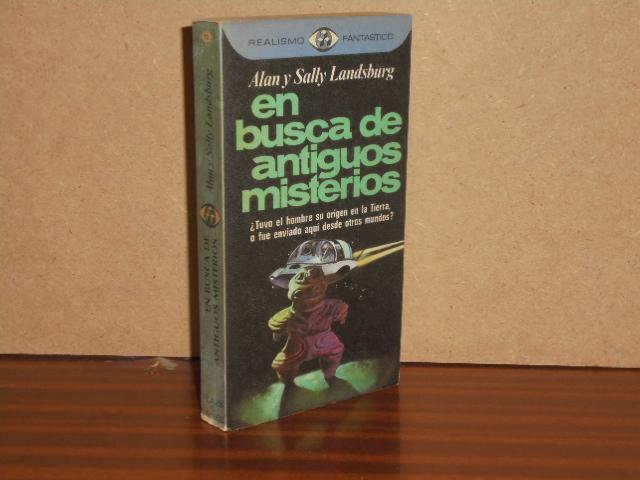 REALISMO FANTASTICO
Alan y Sally Landsburg
en
busca de
antiguos
misterios
¿Tuvo el hombre su origen en la Tierra,
o fue enviado aquí desde otros mundos?
Alan y Sally Landsburg
EN BUSCA DE
ANTIGUOS MISTERIOS